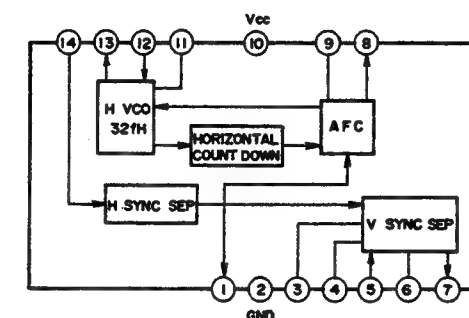 Vcc
14 13 12 11 10 9 8
H VCO
32fH
AFC
HORIZONTAL
COUNT DOWN
H SYNC SEP
V SYNC SEP
1 2 3 4 5 6 7
GND